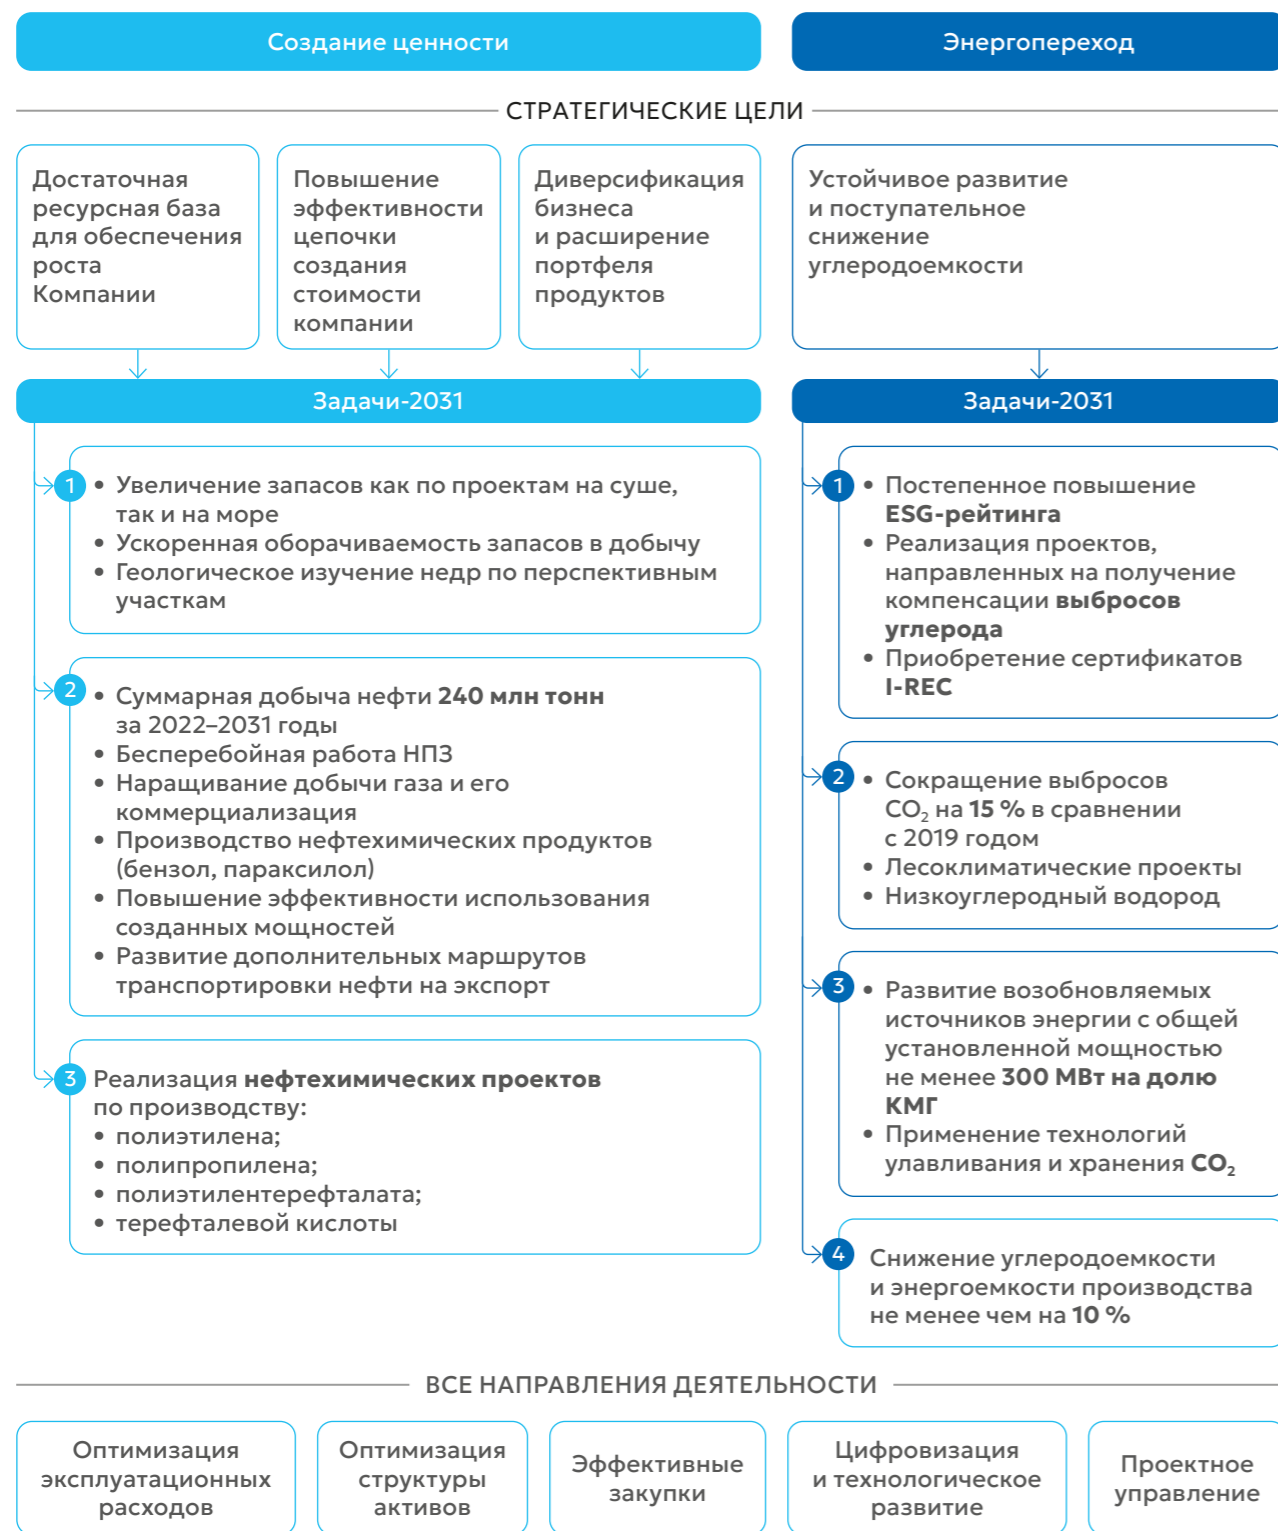 Создание ценности
Энергопереход
СТРАТЕГИЧЕСКИЕ ЦЕЛИ
Достаточная
ресурсная база
для обеспечения
роста
Компании
Повышение
эффективности
цепочки
создания
стоимости
компании
Диверсификация
бизнеса
и расширение
портфеля
продуктов
Устойчивое развитие
и поступательное
снижение
углеродоемкости
Задачи-2031
1
• Увеличение запасов как по проектам на суше,
так и на море
• Ускоренная оборачиваемость запасов в добычу
• Геологическое изучение недр по перспективным
участкам
2
• Суммарная добыча нефти 240 млн тонн
за 2022–2031 годы
• Бесперебойная работа НПЗ
• Наращивание добычи газа и его
коммерциализация
• Производство нефтехимических продуктов
(бензол, параксилол)
• Повышение эффективности использования
созданных мощностей
• Развитие дополнительных маршрутов
транспортировки нефти на экспорт
3
Реализация нефтехимических проектов
по производству:
• полиэтилена;
• полипропилена;
• полиэтилентерефталата;
• терефталевой кислоты
Задачи-2031
1
• Постепенное повышение
ESG-рейтинга
• Реализация проектов,
направленных на получение
компенсации выбросов
углерода
• Приобретение сертификатов
I-REC
2
• Сокращение выбросов
CO₂ на 15 % в сравнении
с 2019 годом
• Лесоклиматические проекты
• Низкоуглеродный водород
3
• Развитие возобновляемых
источников энергии с общей
установленной мощностью
не менее 300 МВт на долю
КМГ
• Применение технологий
улавливания и хранения CO₂
4
Снижение углеродоемкости
и энергоемкости производства
не менее чем на 10 %
ВСЕ НАПРАВЛЕНИЯ ДЕЯТЕЛЬНОСТИ
Оптимизация
эксплуатационных
расходов
Оптимизация
структуры
активов
Эффективные
закупки
Цифровизация
и технологическое
развитие
Проектное
управление